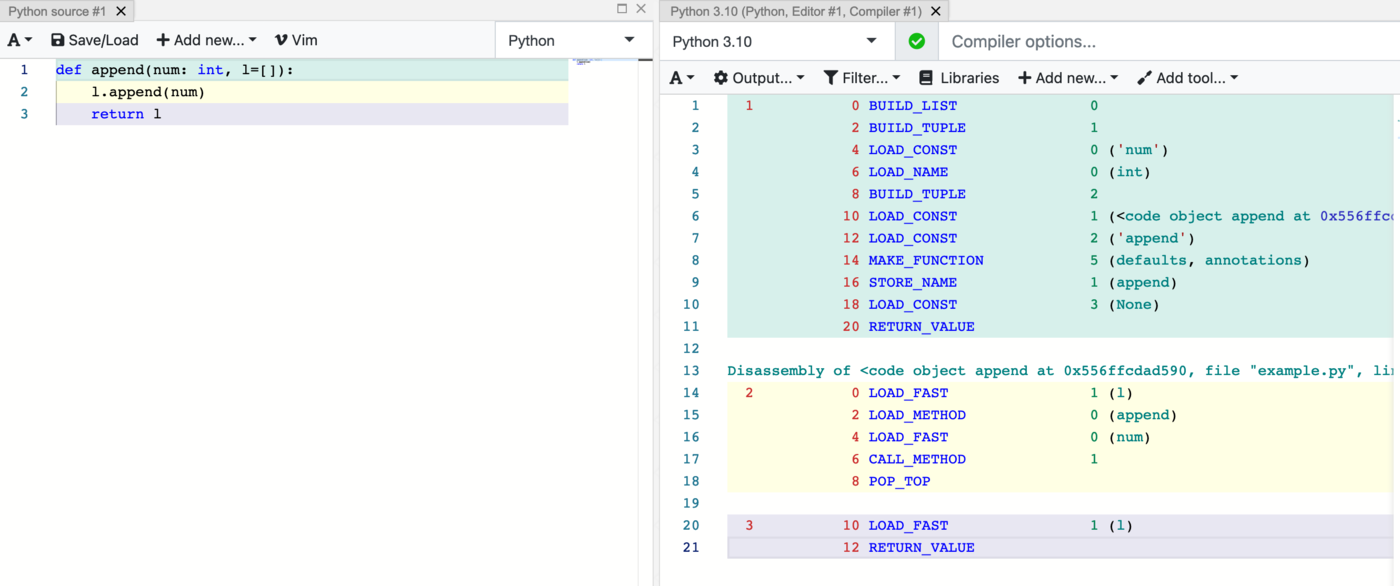 Python source #1
A Save/Load Add new... Vim Python
1 def append(num: int, l=[]):
2 l.append(num)
3 return l
Python 3.10 (Python, Editor #1, Compiler #1)
Python 3.10 Compiler options...
A Output... Filter... Libraries Add new... Add tool...
1 1 0 BUILD_LIST 0
2 2 BUILD_TUPLE 1
3 4 LOAD_CONST 0 ('num')
4 6 LOAD_NAME 0 (int)
5 8 BUILD_TUPLE 2
6 10 LOAD_CONST 1 (<code object append at 0x556ffc
7 12 LOAD_CONST 2 ('append')
8 14 MAKE_FUNCTION 5 (defaults, annotations)
9 16 STORE_NAME 1 (append)
10 18 LOAD_CONST 3 (None)
11 20 RETURN_VALUE
12
13 Disassembly of <code object append at 0x556ffcdad590, file "example.py", li
14 2 0 LOAD_FAST 1 (l)
15 2 LOAD_METHOD 0 (append)
16 4 LOAD_FAST 0 (num)
17 6 CALL_METHOD 1
18 8 POP_TOP
19
20 3 10 LOAD_FAST 1 (l)
21 12 RETURN_VALUE